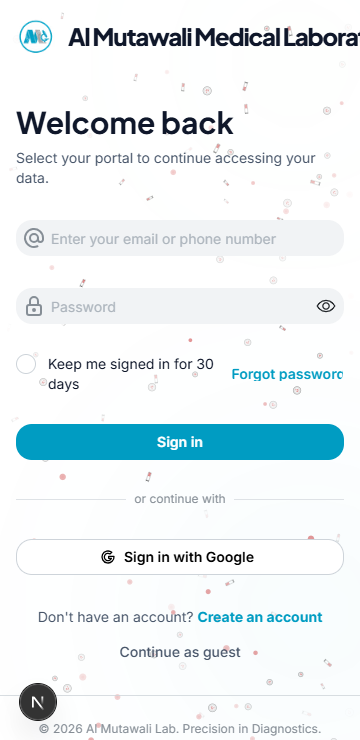 Al Mutawali Medical Labora
Welcome back
Select your portal to continue accessing your
data.
Enter your email or phone number
Password
Keep me signed in for 30
days
Forgot password
Sign in
or continue with
G Sign in with Google
Don't have an account? Create an account
Continue as guest
N
© 2026 Al Mutawali Lab. Precision in Diagnostics.